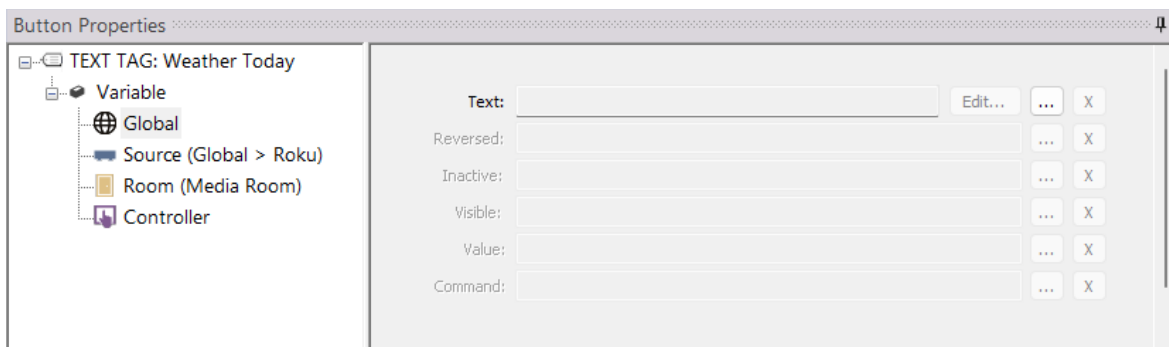 Button Properties
TEXT TAG: Weather Today
Variable
Global
Source (Global > Roku)
Room (Media Room)
Controller
Text: Edit... ... X
Reversed: ... X
Inactive: ... X
Visible: ... X
Value: ... X
Command: ... X